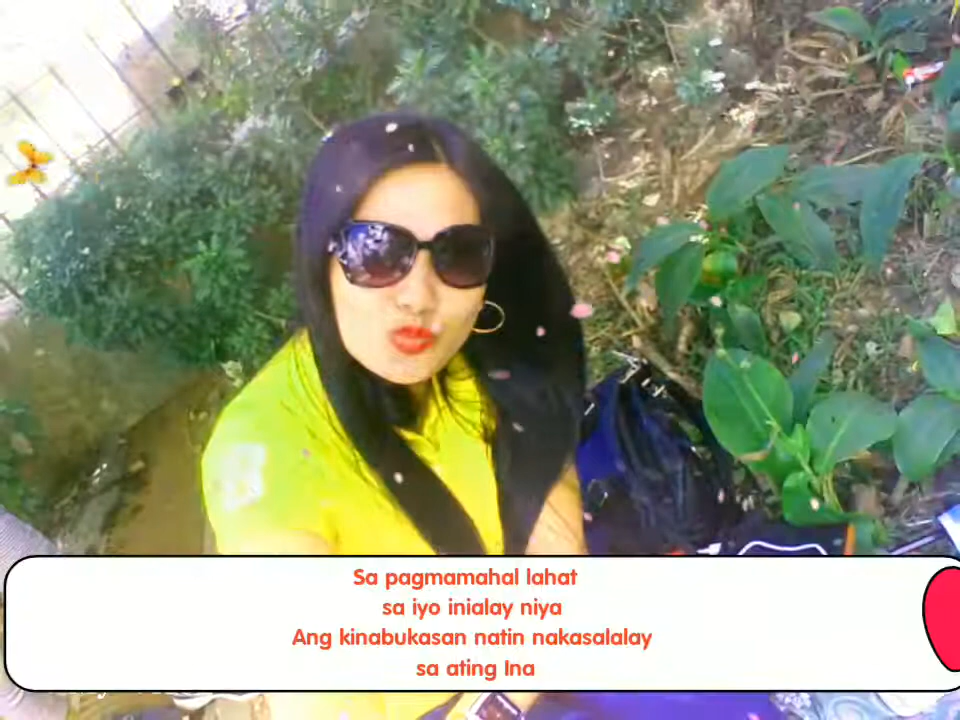 Sa pagmamahal lahat
sa iyo inialay niya
Ang kinabukasan natin nakasalalay
sa ating Ina